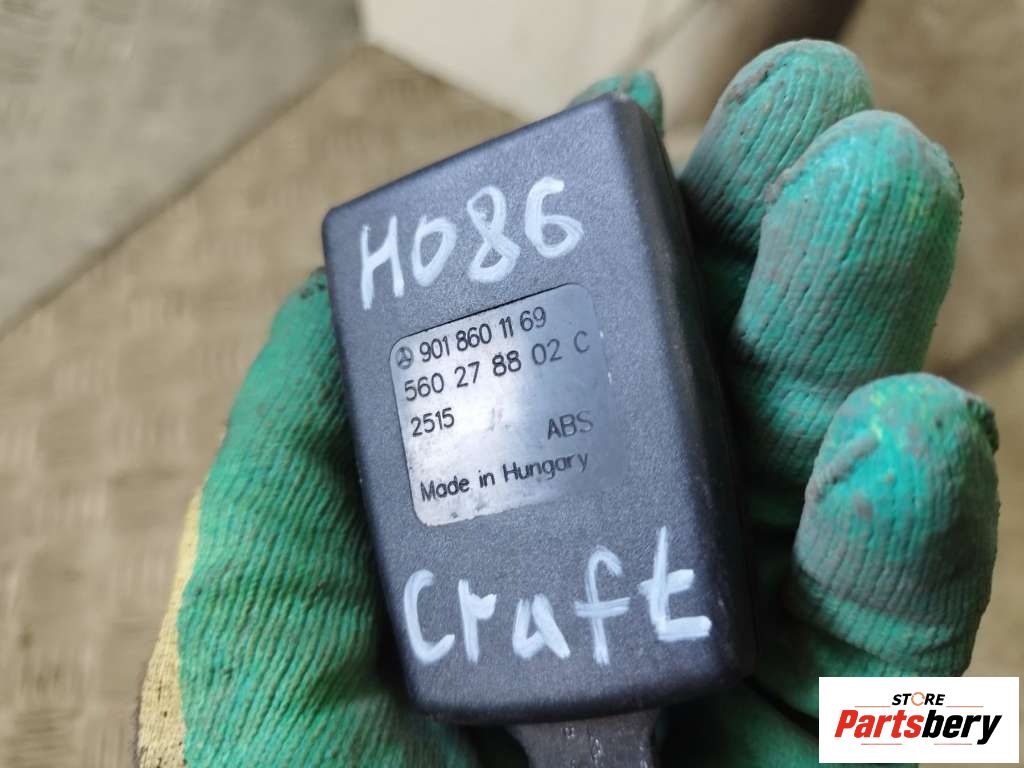 H086
901 860 11 69
560 27 88 02 C
2515
ABS
Made in Hungary
Craft
STORE
Partsbery